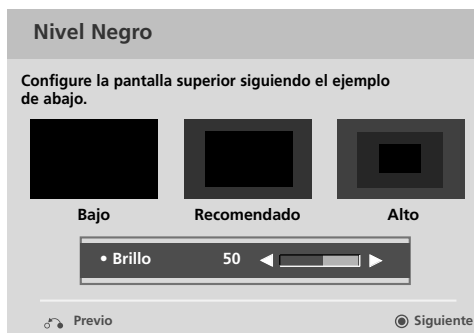 Nivel Negro
Configure la pantalla superior siguiendo el ejemplo
de abajo.
Bajo Recomendado Alto
• Brillo 50
Previo Siguiente